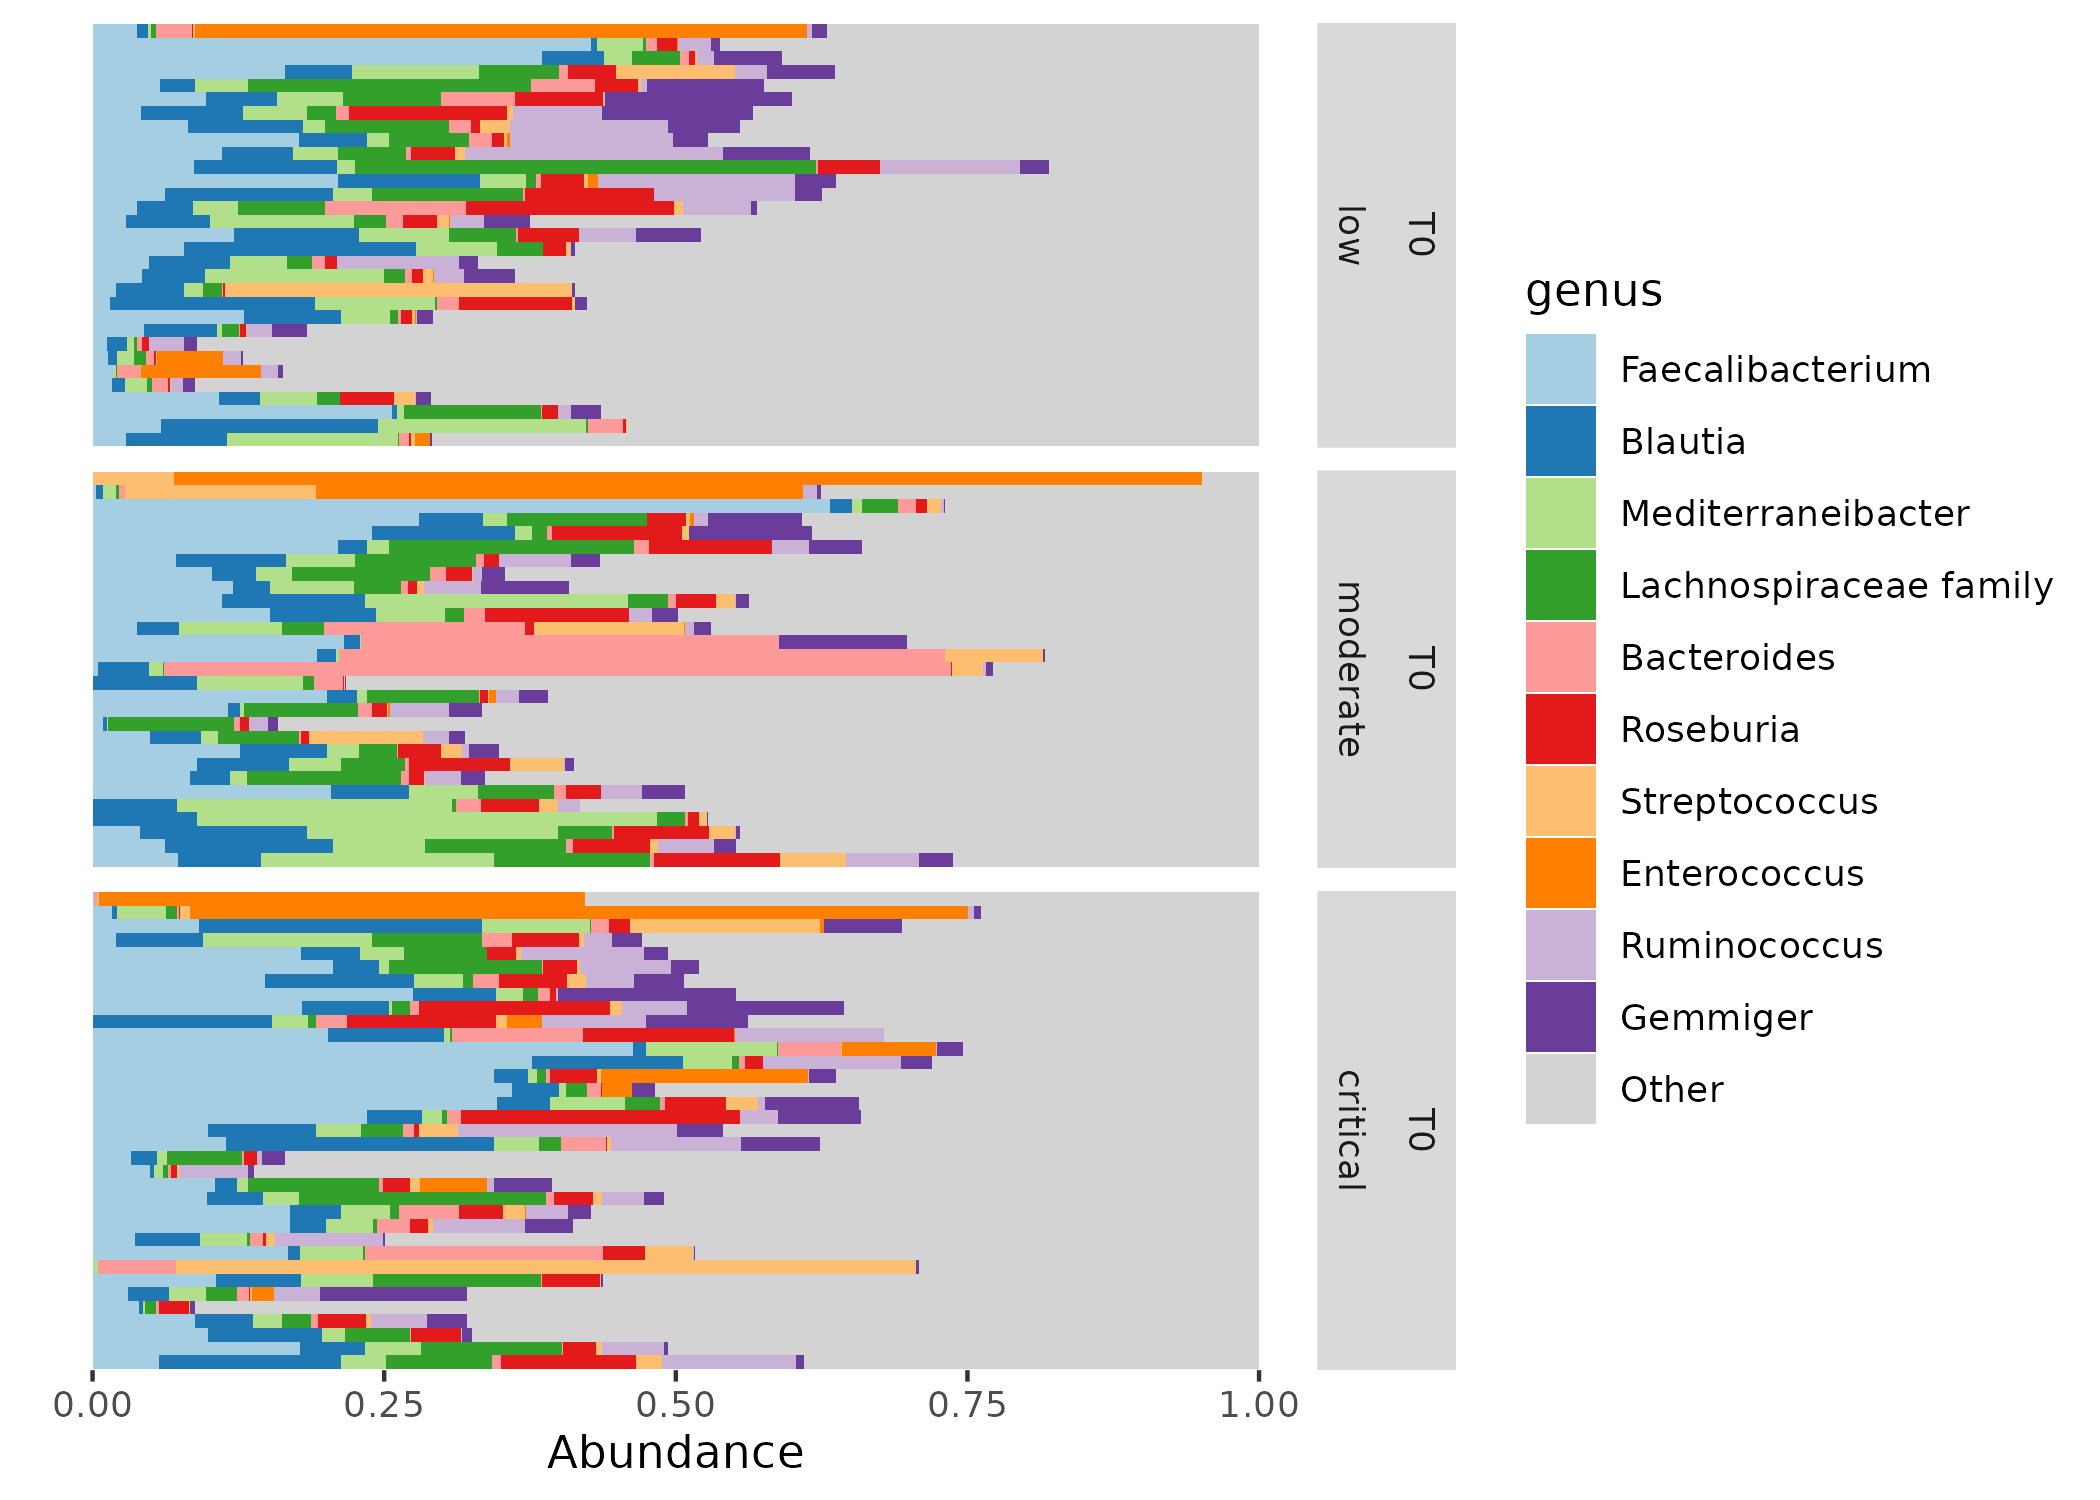 T0
low
T0
moderate
T0
critical
0.00
0.25
0.50
0.75
1.00
Abundance
genus
Faecalibacterium
Blautia
Mediterraneibacter
Lachnospiraceae family
Bacteroides
Roseburia
Streptococcus
Enterococcus
Ruminococcus
Gemmiger
Other